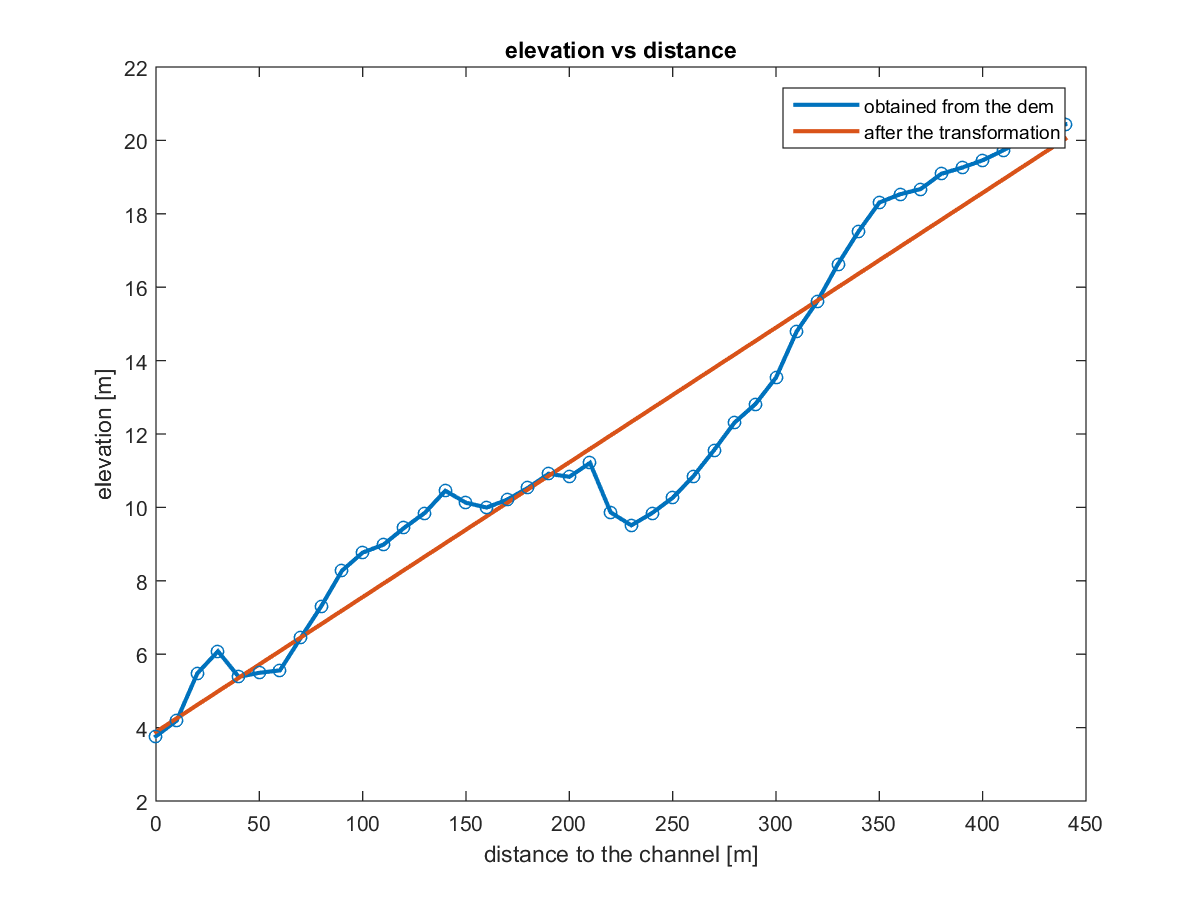 elevation vs distance
22
20
18
16
14
12
10
8
6
4
2
elevation [m]
obtained from the dem
after the transformation
0 50 100 150 200 250 300 350 400 450
distance to the channel [m]